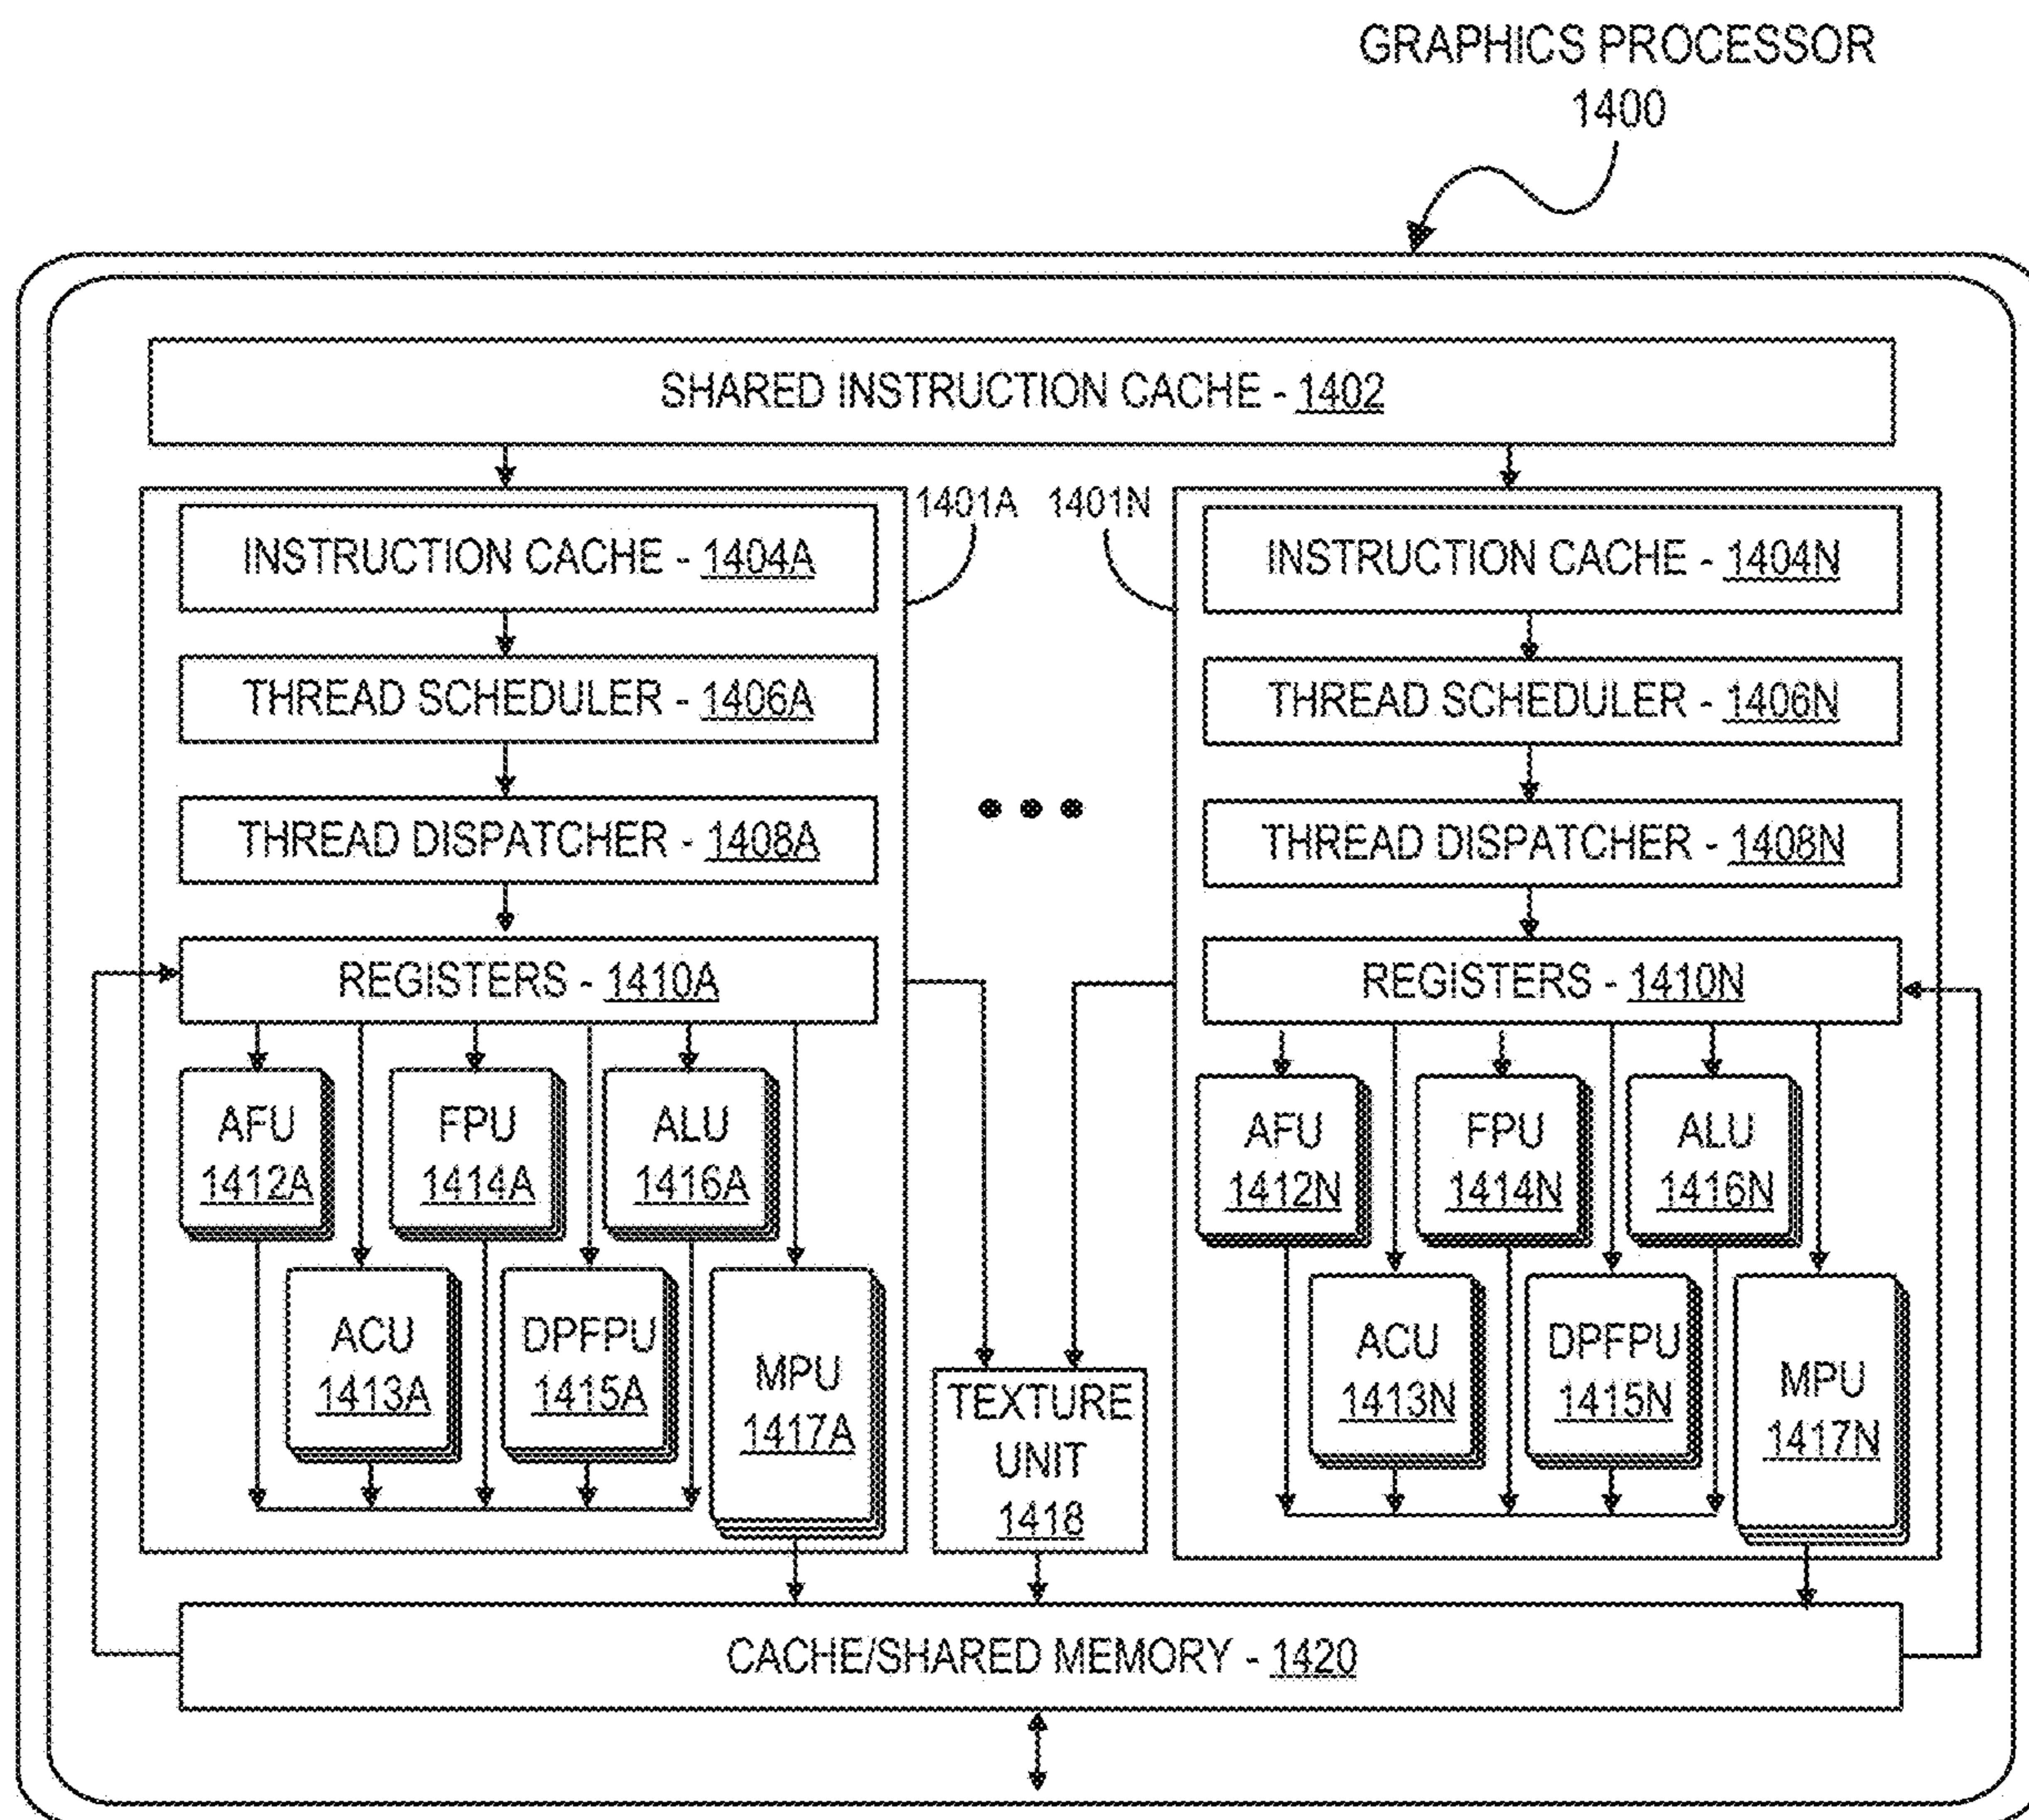 GRAPHICS PROCESSOR
1400
SHARED INSTRUCTION CACHE - 1402
1401A 1401N
INSTRUCTION CACHE - 1404A
THREAD SCHEDULER - 1406A
THREAD DISPATCHER - 1408A
REGISTERS - 1410A
AFU
1412A
FPU
1414A
ALU
1416A
ACU
1413A
DPFPU
1415A
MPU
1417A
TEXTURE
UNIT
1418
INSTRUCTION CACHE - 1404N
THREAD SCHEDULER - 1406N
THREAD DISPATCHER - 1408N
REGISTERS - 1410N
AFU
1412N
FPU
1414N
ALU
1416N
ACU
1413N
DPFPU
1415N
MPU
1417N
CACHE/SHARED MEMORY - 1420